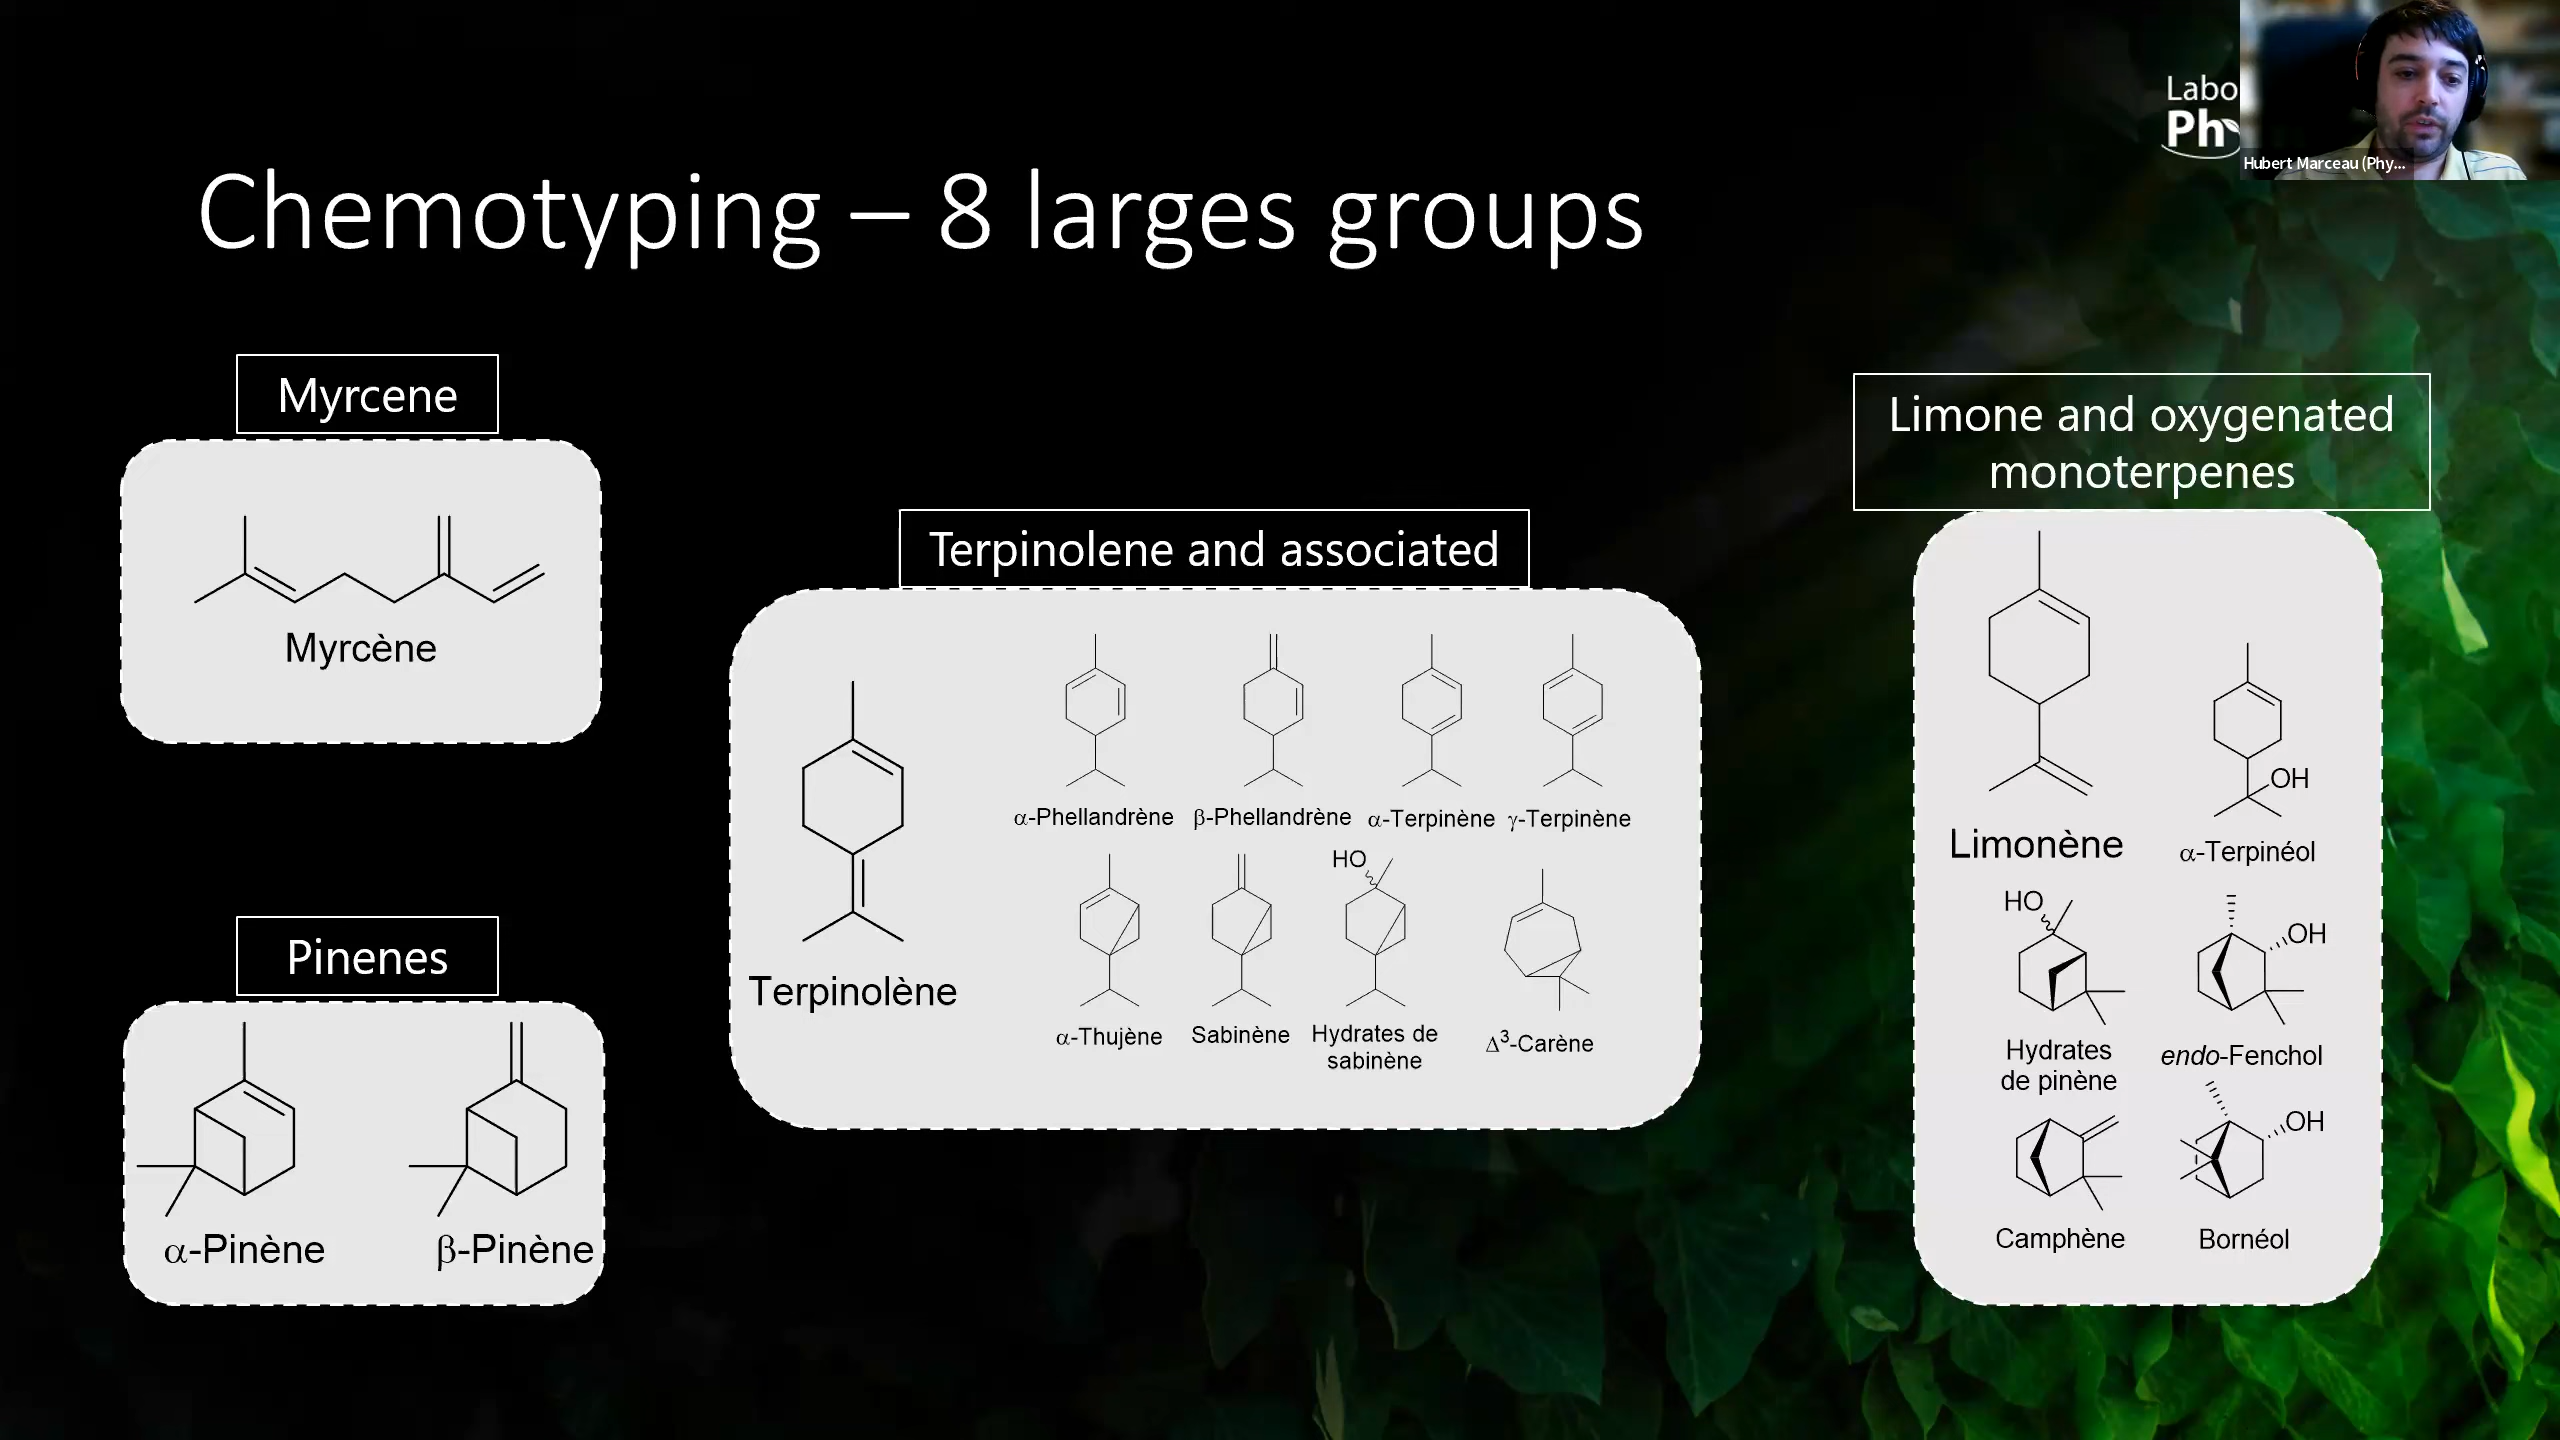 Labo
Ph
Hubert Marceau (Phy...
Chemotyping – 8 larges groups
Myrcene
Myrcène
Pinenes
α-Pinène
β-Pinène
Terpinolene and associated
Terpinolène
α-Phellandrène
β-Phellandrène
α-Terpinène
γ-Terpinène
HO
α-Thujène
Sabinène
Hydrates de
sabinène
Δ³-Carène
Limone and oxygenated
monoterpenes
OH
Limonène
α-Terpinéol
HO
OH
Hydrates
de pinène
endo-Fenchol
OH
Camphène
Bornéol